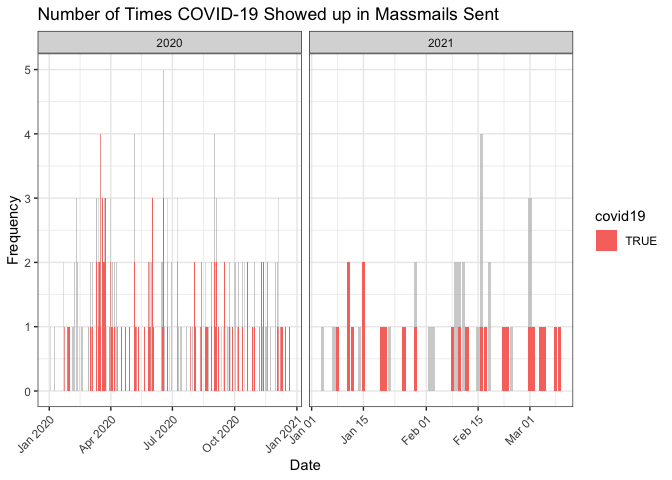 Number of Times COVID-19 Showed up in Massmails Sent
2020
2021
5
4
3
2
1
0
Frequency
Jan 2020
Apr 2020
Jul 2020
Oct 2020
Jan 2021
Jan 01
Jan 15
Feb 01
Feb 15
Mar 01
Date
covid19
TRUE